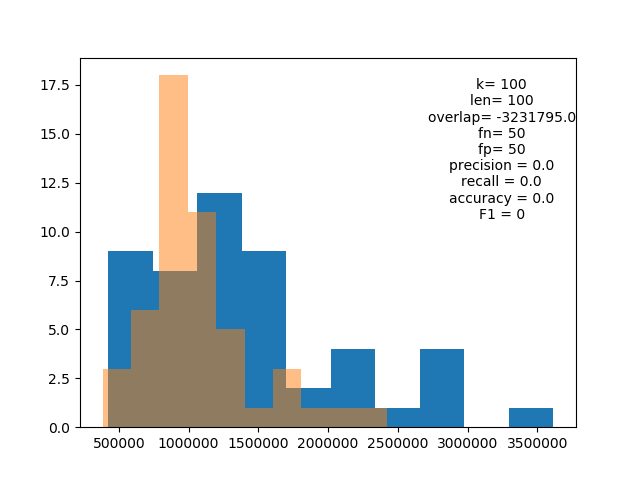 17.5
15.0
12.5
10.0
7.5
5.0
2.5
0.0
k= 100
len= 100
overlap= -3231795.0
fn= 50
fp= 50
precision = 0.0
recall = 0.0
accuracy = 0.0
F1 = 0
500000 1000000 1500000 2000000 2500000 3000000 3500000